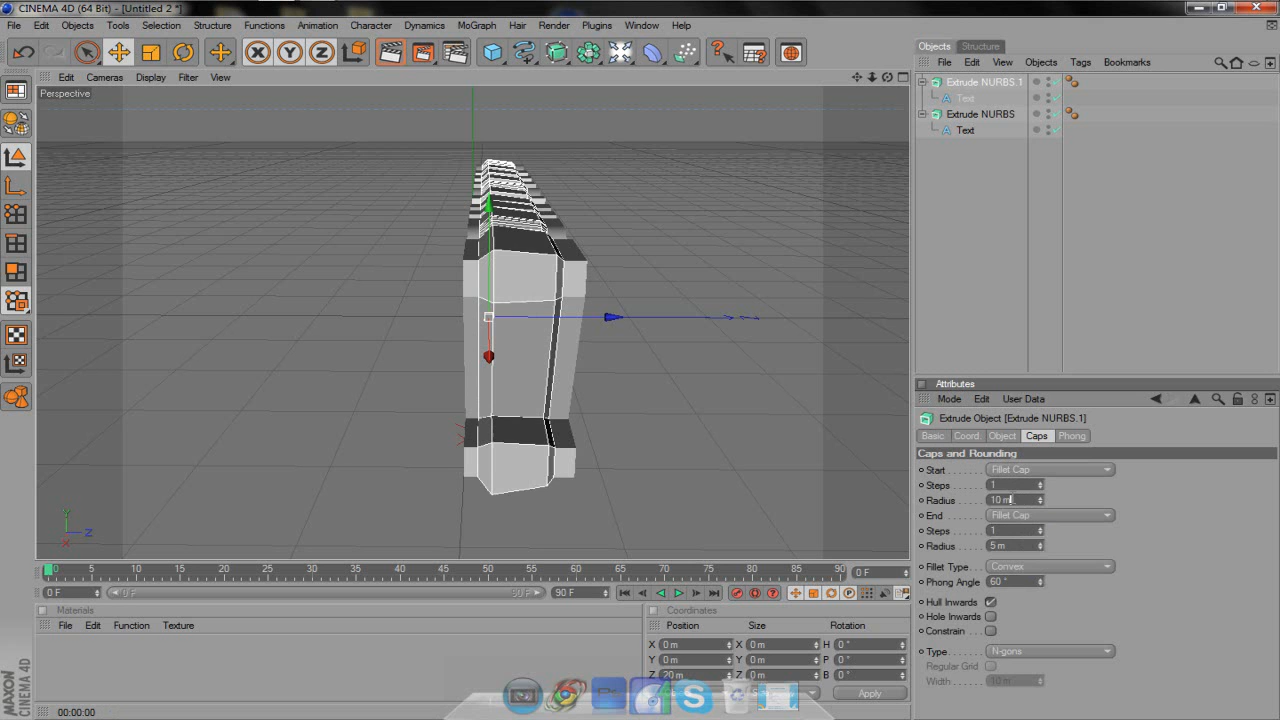 CINEMA 4D (64 Bit) - [Untitled 2 *]
File Edit Objects Tools Selection Structure Functions Animation Character Dynamics MoGraph Hair Render Plugins Window Help
X Y Z
Objects Structure
File Edit View Objects Tags Bookmarks
Edit Cameras Display Filter View
Perspective
Extrude NURBS.1
Text
Extrude NURBS
Text
Attributes
Mode Edit User Data
Extrude Object [Extrude NURBS.1]
Basic Coord Object Caps Phong
Caps and Rounding
Start Fillet Cap
Steps 1
Radius 10 m
End Fillet Cap
Steps 1
Radius 5 m
Fillet Type Convex
Phong Angle 60 °
Hull Inwards
Hole Inwards
Constrain
Type N-gons
Regular Grid
Width 10 m
Y
Z
X
0 5 10 15 20 25 30 35 40 45 50 55 60 65 70 75 80 85 90
0 F
0 F 0 F 90 F 90 F
Materials
File Edit Function Texture
Coordinates
Position Size Rotation
X 0 m X 0 m H 0 °
Y 0 m Y 0 m P 0 °
Z 20 m Z 0 m B 0 °
Apply
00:00:00
MAXON
CINEMA 4D